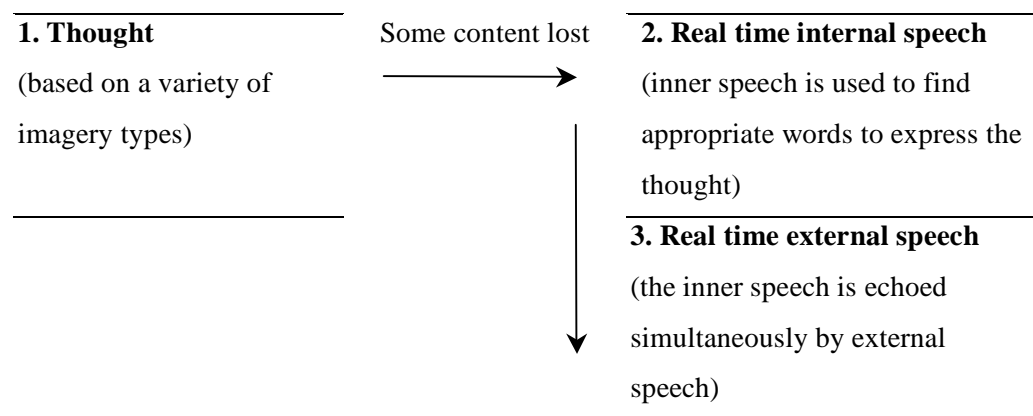 1. Thought
(based on a variety of
imagery types)
Some content lost
2. Real time internal speech
(inner speech is used to find
appropriate words to express the
thought)
3. Real time external speech
(the inner speech is echoed
simultaneously by external
speech)